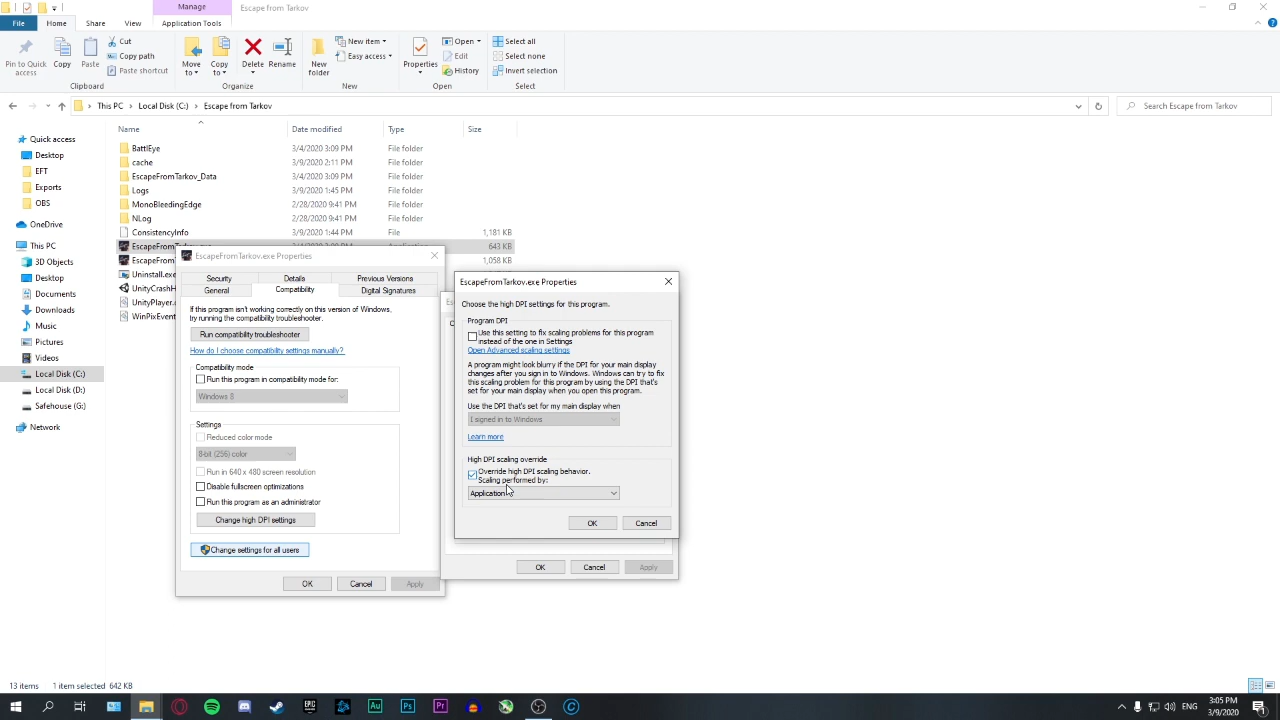 Manage
Escape from Tarkov
File
Home
Share
View
Application Tools
Pin to Quick
access
Copy
Paste
Cut
Copy path
Paste shortcut
Clipboard
Move
to
Copy
to
Delete
Rename
Organize
New
folder
New item
Easy access
New
Properties
Open
Edit
History
Open
Select all
Select none
Invert selection
Select
This PC
Local Disk (C:)
Escape from Tarkov
Search Escape from Tarkov
Name
Date modified
Type
Size
Quick access
Desktop
EFT
Exports
OBS
OneDrive
This PC
3D Objects
Desktop
Documents
Downloads
Music
Pictures
Videos
Local Disk (C:)
Local Disk (D:)
Safehouse (G:)
Network
BattlEye 3/4/2020 3:09 PM File folder
cache 3/9/2020 2:11 PM File folder
EscapeFromTarkov_Data 3/4/2020 3:09 PM File folder
Logs 3/9/2020 1:45 PM File folder
MonoBleedingEdge 2/28/2020 9:41 PM File folder
NLog 2/28/2020 9:41 PM File folder
ConsistencyInfo 3/9/2020 1:44 PM File 1,181 KB
643 KB
1,058 KB
Uninstall.exe
UnityCrashH
UnityPlayer.
WinPixEvent
EscapeFromTarkov.exe Properties
Security
Details
Previous Versions
General
Compatibility
Digital Signatures
If this program isn't working correctly on this version of Windows,
try running the compatibility troubleshooter.
Run compatibility troubleshooter
How do I choose compatibility settings manually?
Compatibility mode
Run this program in compatibility mode for:
Windows 8
Settings
Reduced color mode
8-bit (256) color
Run in 640 x 480 screen resolution
Disable fullscreen optimizations
Run this program as an administrator
Change high DPI settings
Change settings for all users
OK
Cancel
Apply
EscapeFromTarkov.exe Properties
Choose the high DPI settings for this program.
Program DPI
Use this setting to fix scaling problems for this program
instead of the one in Settings
Open Advanced scaling settings
A program might look blurry if the DPI for your main display
changes after you sign in to Windows. Windows can try to fix
this scaling problem for this program by using the DPI that's
set for your main display when you open this program.
Use the DPI that's set for my main display when
I signed in to Windows
Learn more
High DPI scaling override
Override high DPI scaling behavior.
Scaling performed by:
Application
OK
Cancel
OK
Cancel
Apply
13 items
1 item selected
642 KB
Au
Ps
Pr
EPIC
ENG
3:05 PM
3/9/2020